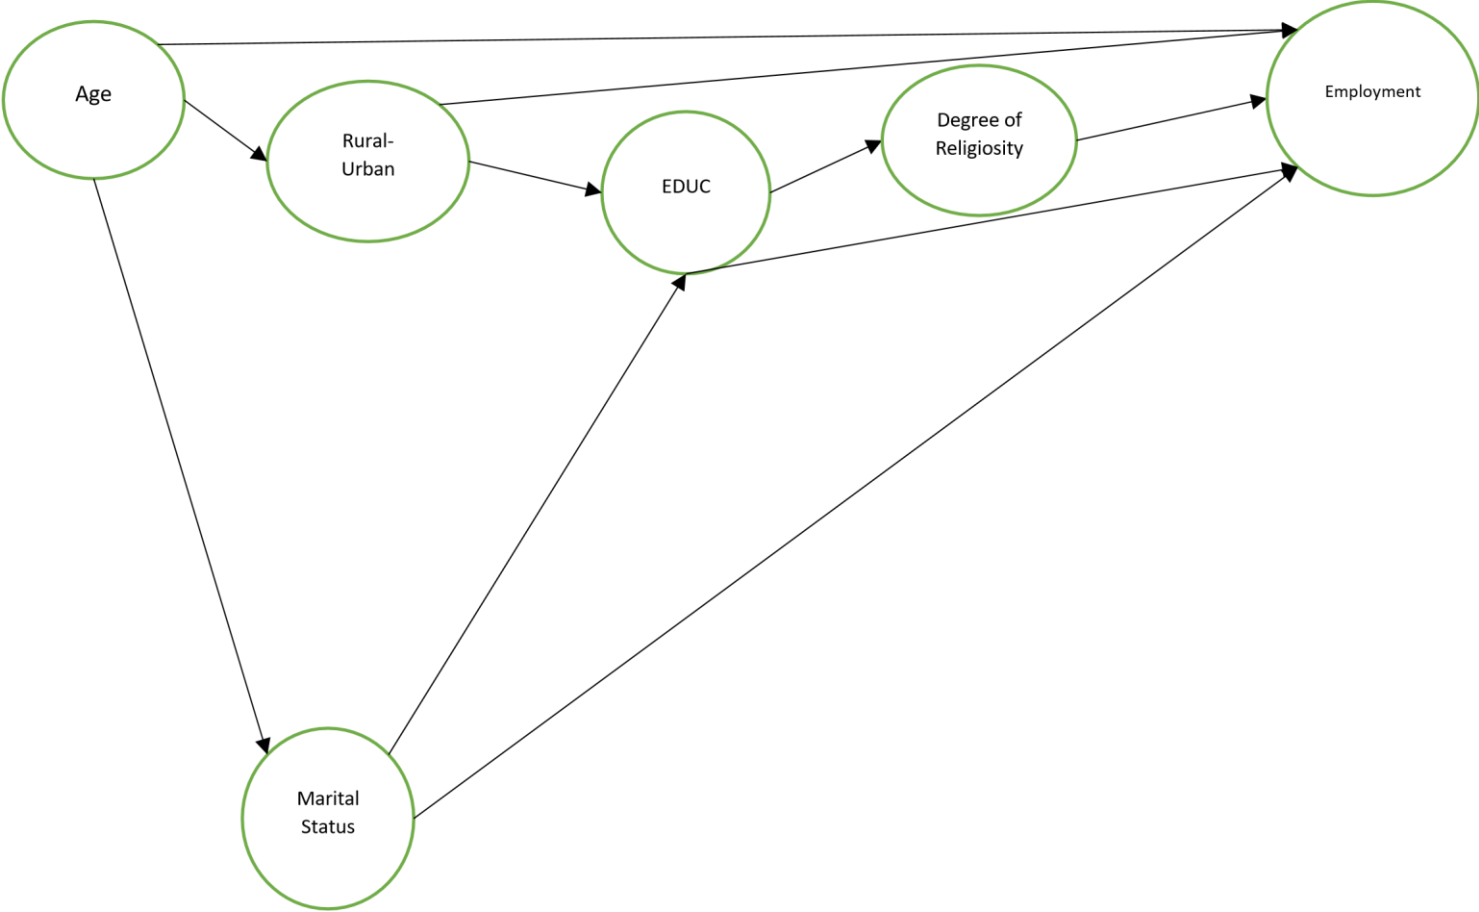 Age
Rural-
Urban
EDUC
Degree of
Religiosity
Employment
Marital
Status